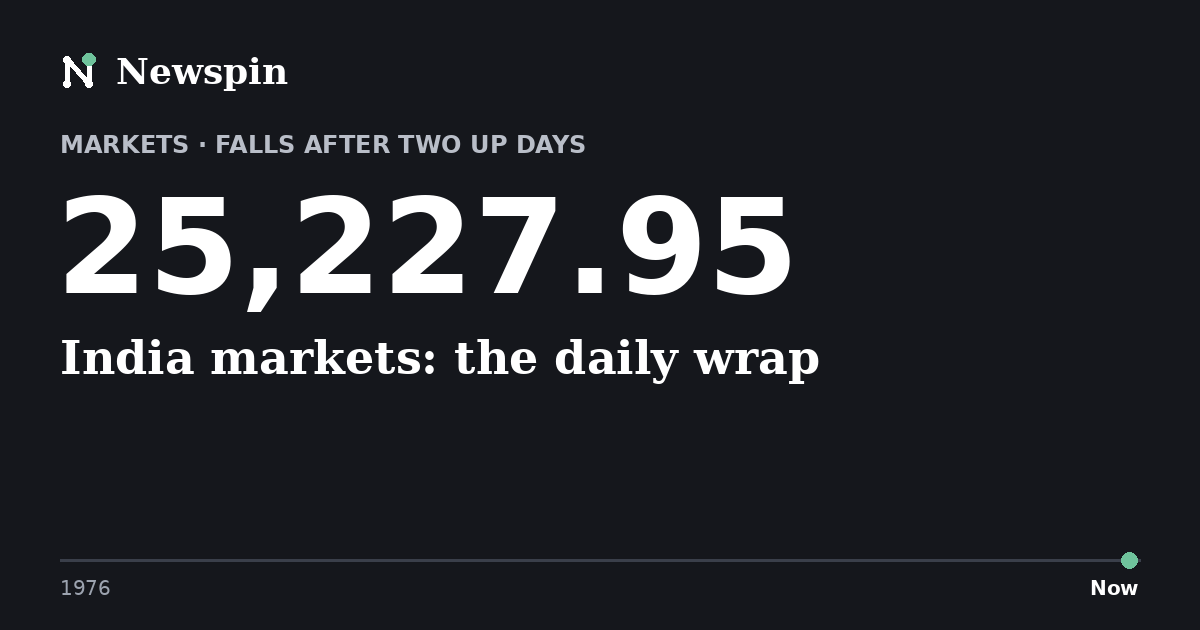 Newspin
MARKETS · FALLS AFTER TWO UP DAYS
25,227.95
India markets: the daily wrap
1976
Now